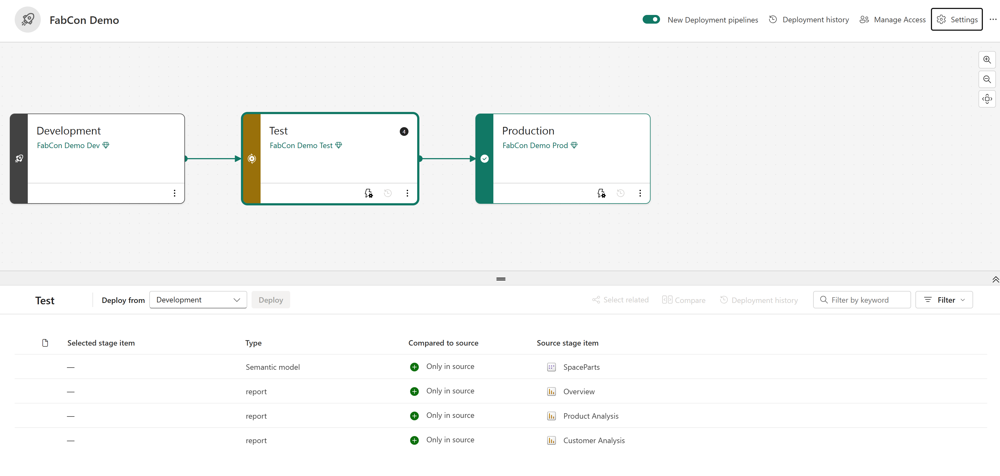 FabCon Demo
New Deployment pipelines
Deployment history
Manage Access
Settings
Development
FabCon Demo Dev
Test
4
FabCon Demo Test
Production
FabCon Demo Prod
Test
Deploy from
Development
Deploy
Select related
Compare
Deployment history
Filter by keyword
Filter
Selected stage item Type Compared to source Source stage item
— Semantic model Only in source SpaceParts
— report Only in source Overview
— report Only in source Product Analysis
— report Only in source Customer Analysis